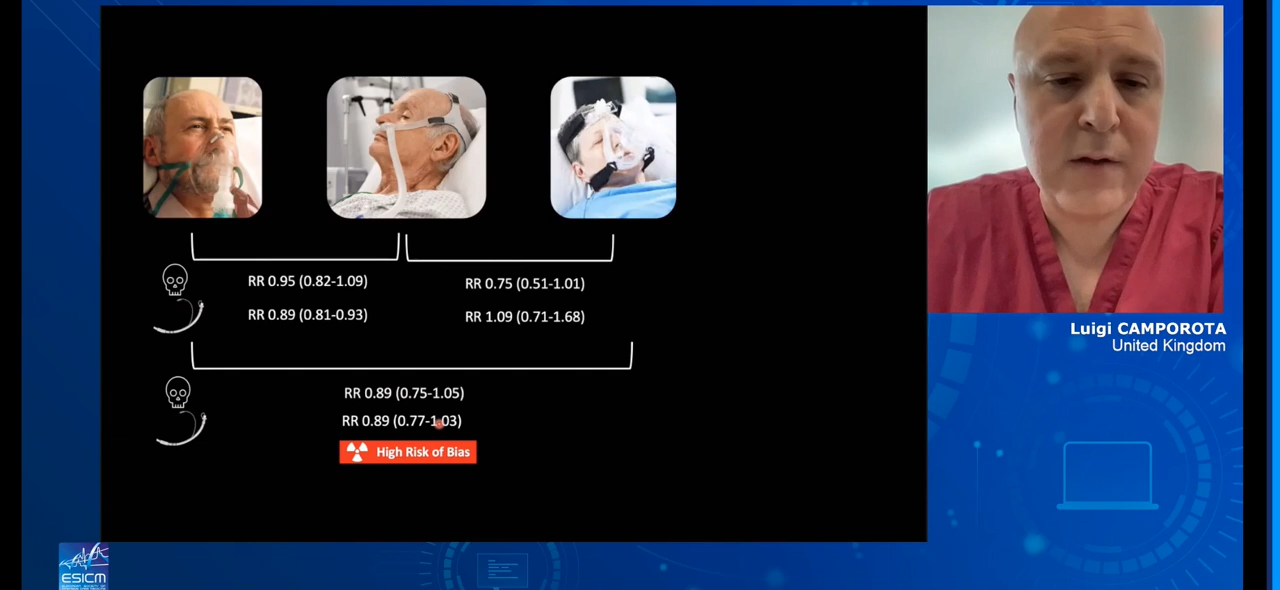 RR 0.95 (0.82-1.09)
RR 0.75 (0.51-1.01)
RR 0.89 (0.81-0.93)
RR 1.09 (0.71-1.68)
RR 0.89 (0.75-1.05)
RR 0.89 (0.77-1.03)
High Risk of Bias
Luigi CAMPOROTA
United Kingdom
ESICM